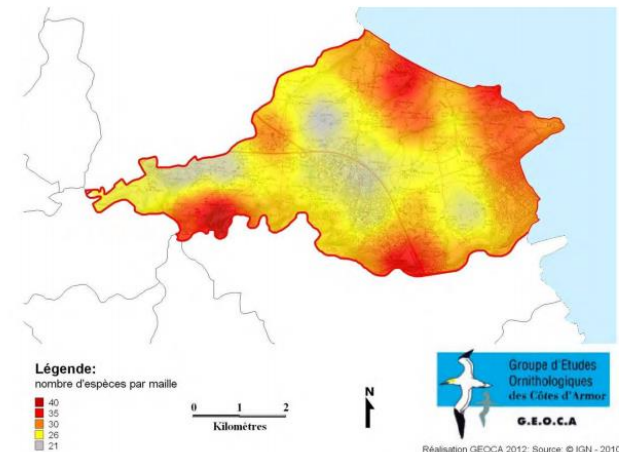 Légende:
nombre d'espèces par maille
40
35
30
26
21
0 1 2
Kilomètres
N
Groupe d'Etudes
Ornithologiques
des Côtes d'Armor
G.E.O.C.A
Réalisation GEOCA 2012; Source: © IGN - 2010